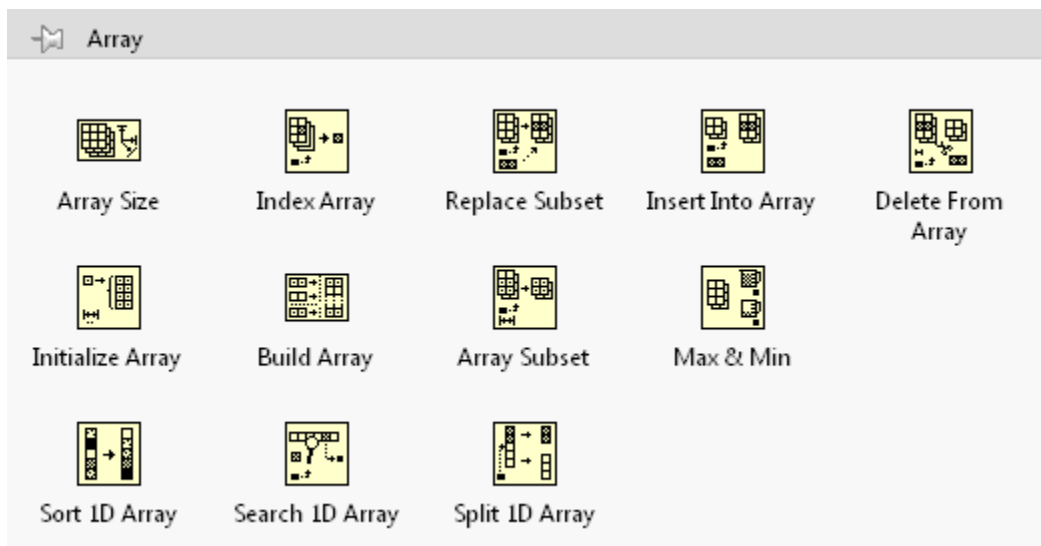 Array
Array Size
Index Array
Replace Subset
Insert Into Array
Delete From
Array
Initialize Array
Build Array
Array Subset
Max & Min
Sort 1D Array
Search 1D Array
Split 1D Array